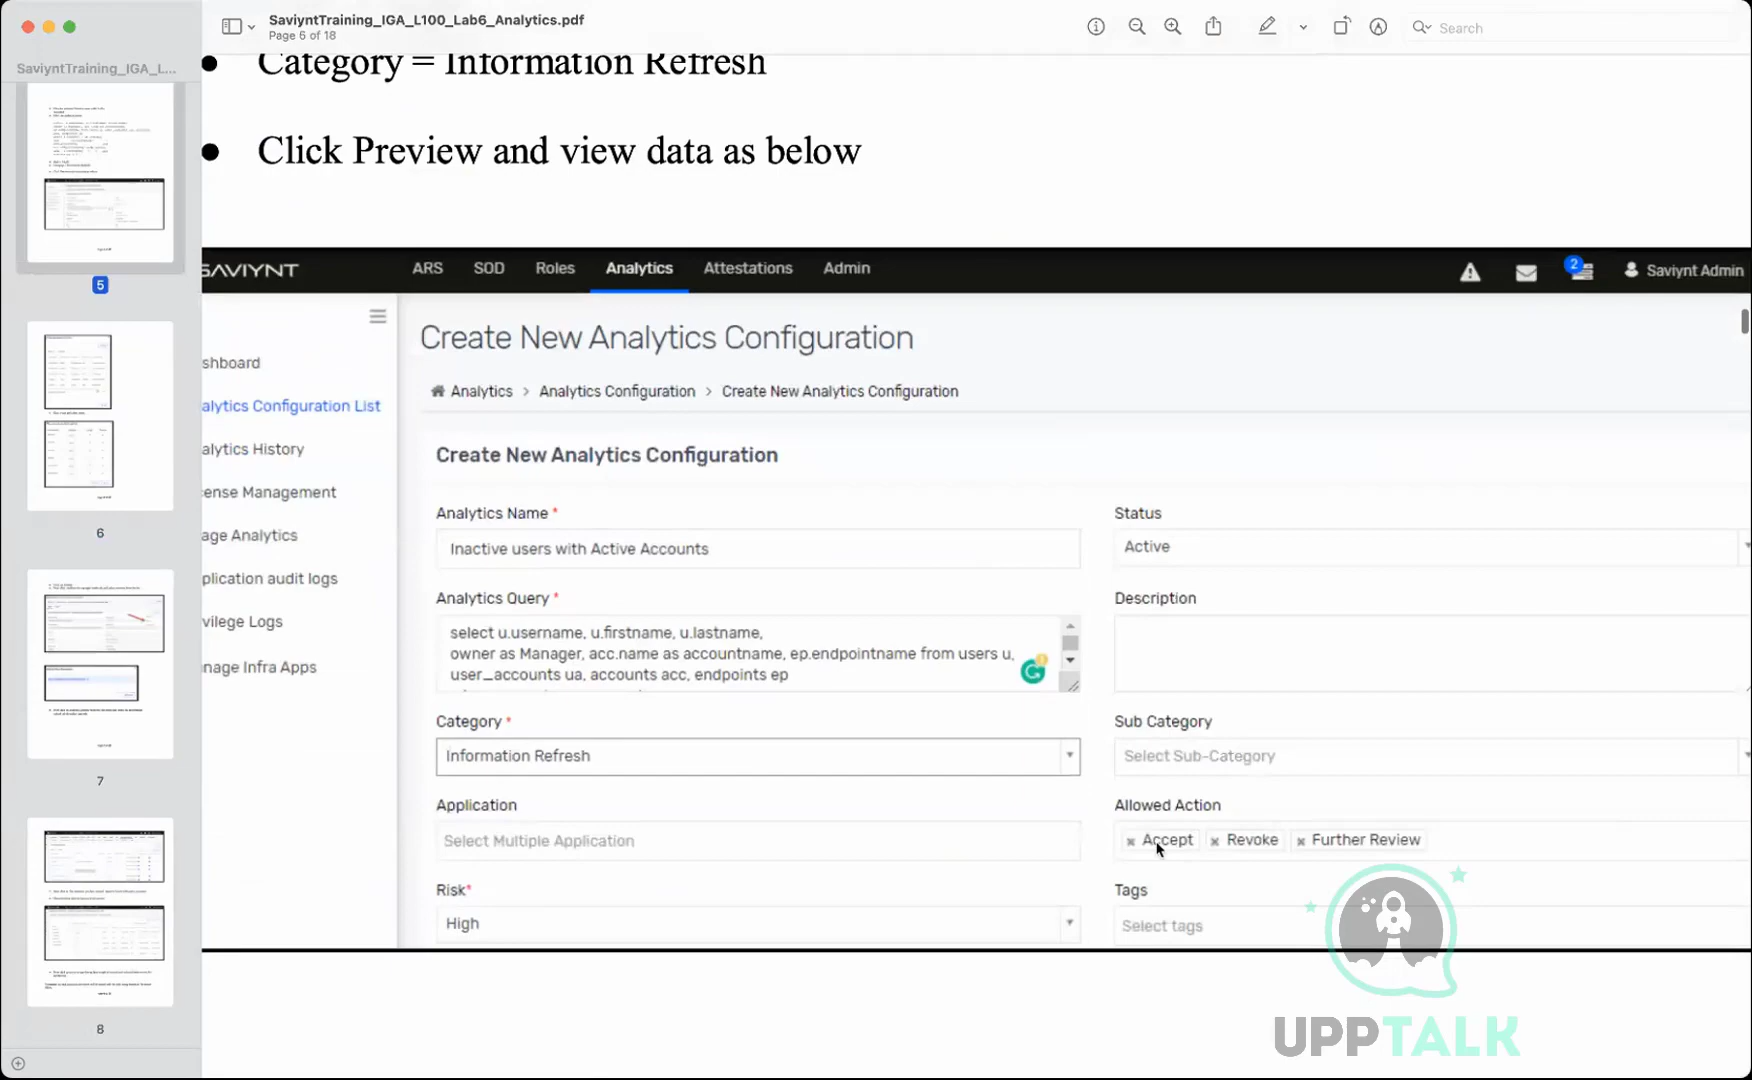 SaviyntTraining_IGA_L100_Lab6_Analytics.pdf
Page 6 of 18
Search
SaviyntTraining_IGA_L...
5
6
7
8
Category = Information Refresh
Click Preview and view data as below
SAVIYNT
ARS
SOD
Roles
Analytics
Attestations
Admin
2
Saviynt Admin
shboard
alytics Configuration List
alytics History
ense Management
age Analytics
plication audit logs
vilege Logs
nage Infra Apps
Create New Analytics Configuration
Analytics > Analytics Configuration > Create New Analytics Configuration
Create New Analytics Configuration
Analytics Name *
Inactive users with Active Accounts
Status
Active
Analytics Query *
select u.username, u.firstname, u.lastname,
owner as Manager, acc.name as accountname, ep.endpointname from users u,
user_accounts ua, accounts acc, endpoints ep
Description
Category *
Information Refresh
Sub Category
Select Sub-Category
Application
Select Multiple Application
Allowed Action
× Accept × Revoke × Further Review
Risk*
High
Tags
Select tags
UPPTALK